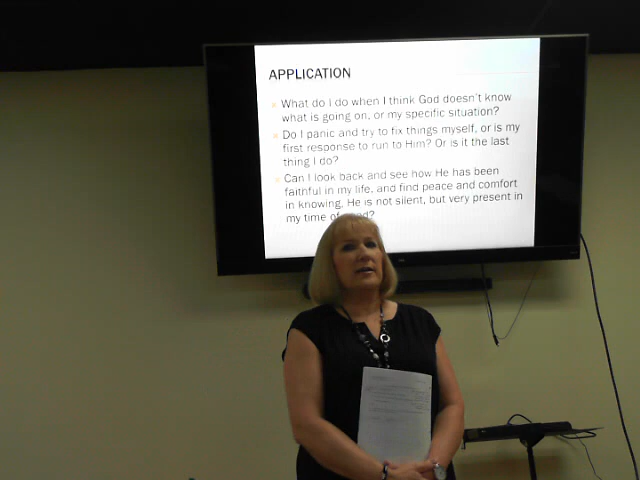 APPLICATION
What do I do when I think God doesn't know
what is going on, or my specific situation?
Do I panic and try to fix things myself, or is my
first response to run to Him? Or is it the last
thing I do?
Can I look back and see how He has been
faithful in my life, and find peace and comfort
in knowing, He is not silent, but very present in
my time of